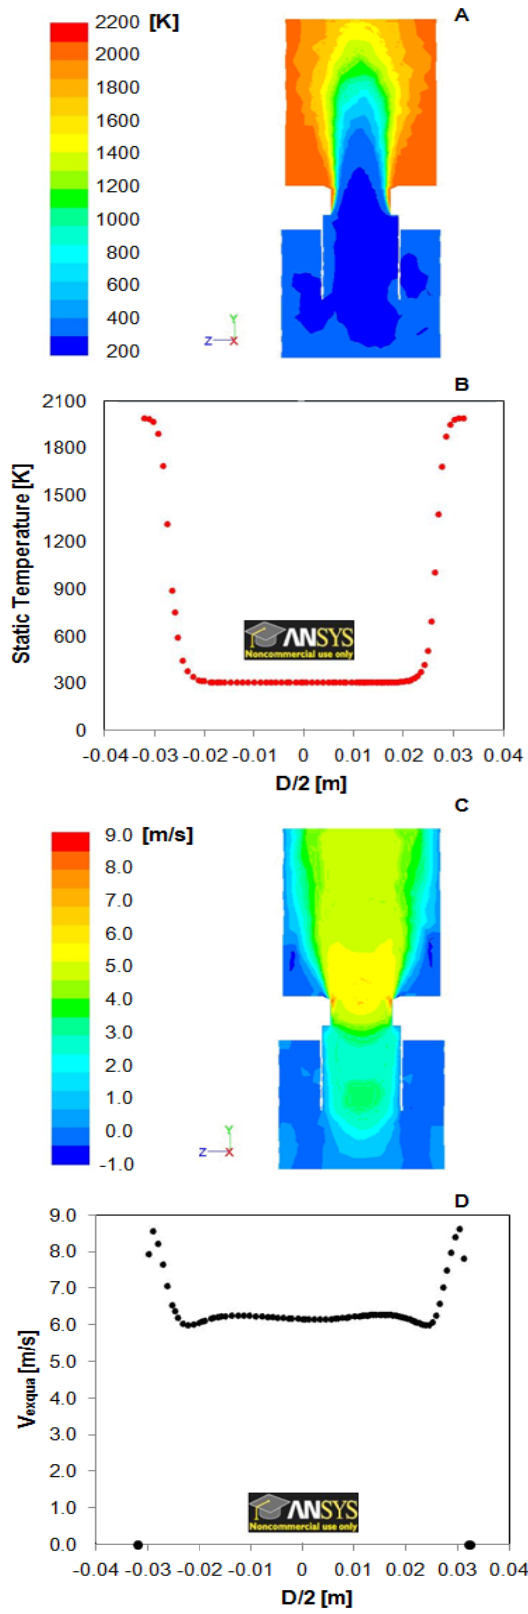 2200 [K] A
2000
1800
1600
1400
1200
1000
800
600
400
200
Y
Z X
B
2100
1800
1500
1200
900
600
300
0
Static Temperature [K]
ANSYS
Noncommercial use only
-0.04 -0.03 -0.02 -0.01 0 0.01 0.02 0.03 0.04
D/2 [m]
C
9.0 [m/s]
8.0
7.0
6.0
5.0
4.0
3.0
2.0
1.0
0.0
-1.0
Y
Z X
D
9.0
8.0
7.0
6.0
5.0
4.0
3.0
2.0
1.0
0.0
Vexqua [m/s]
ANSYS
Noncommercial use only
-0.04 -0.03 -0.02 -0.01 0 0.01 0.02 0.03 0.04
D/2 [m]